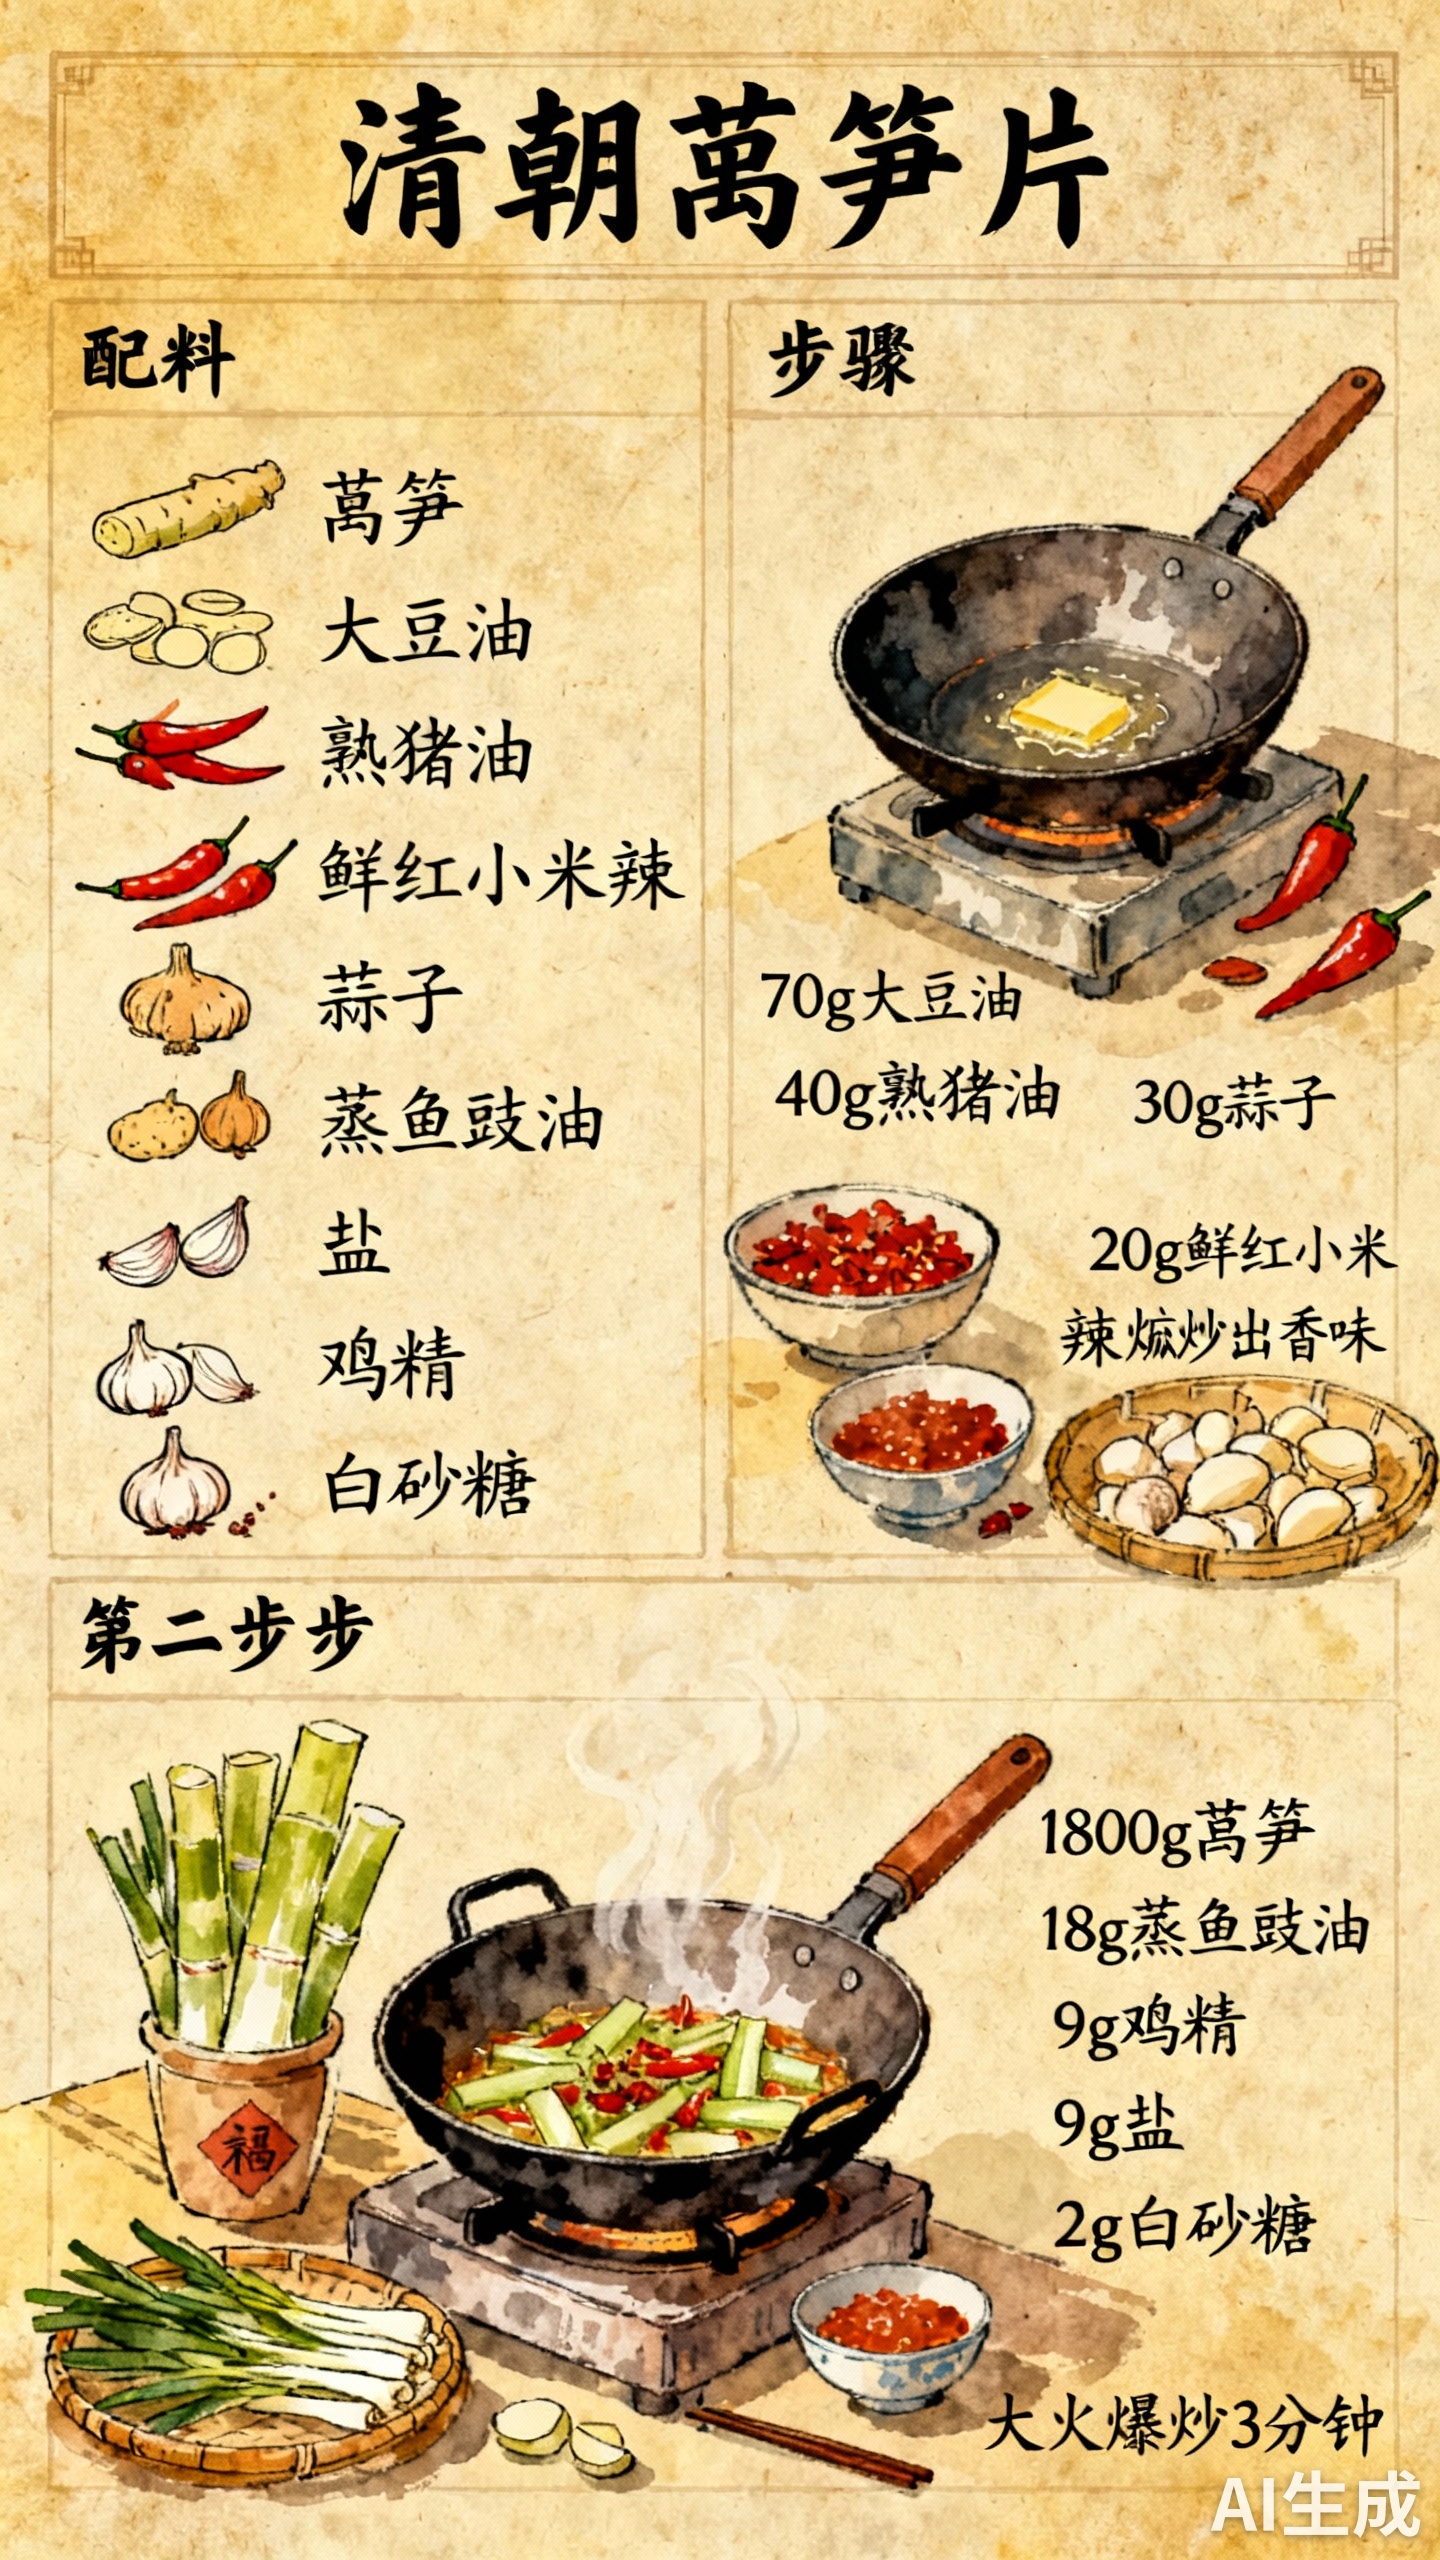 清朝萬笋片
配料
萬笋
大豆油
熟猪油
鲜红小米辣
蒜子
蒸鱼豉油
盐
鸡精
白砂糖
步骤
70g大豆油
40g熟猪油
30g蒜子
20g鲜红小米
辣㷮炒出香味
第二步步
福
1800g莴笋
18g蒸鱼豉油
9g鸡精
9g盐
2g白砂糖
大火爆炒3分钟
AI生成